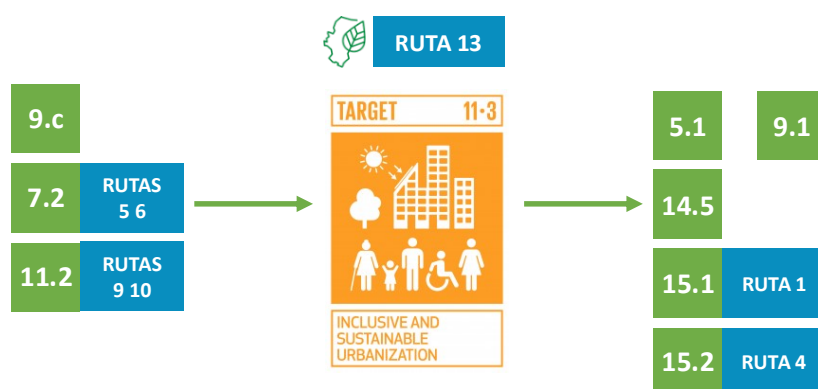 RUTA 13
9.c
7.2
RUTAS
5 6
11.2
RUTAS
9 10
TARGET 11·3
INCLUSIVE AND
SUSTAINABLE
URBANIZATION
5.1
9.1
14.5
15.1
RUTA 1
15.2
RUTA 4